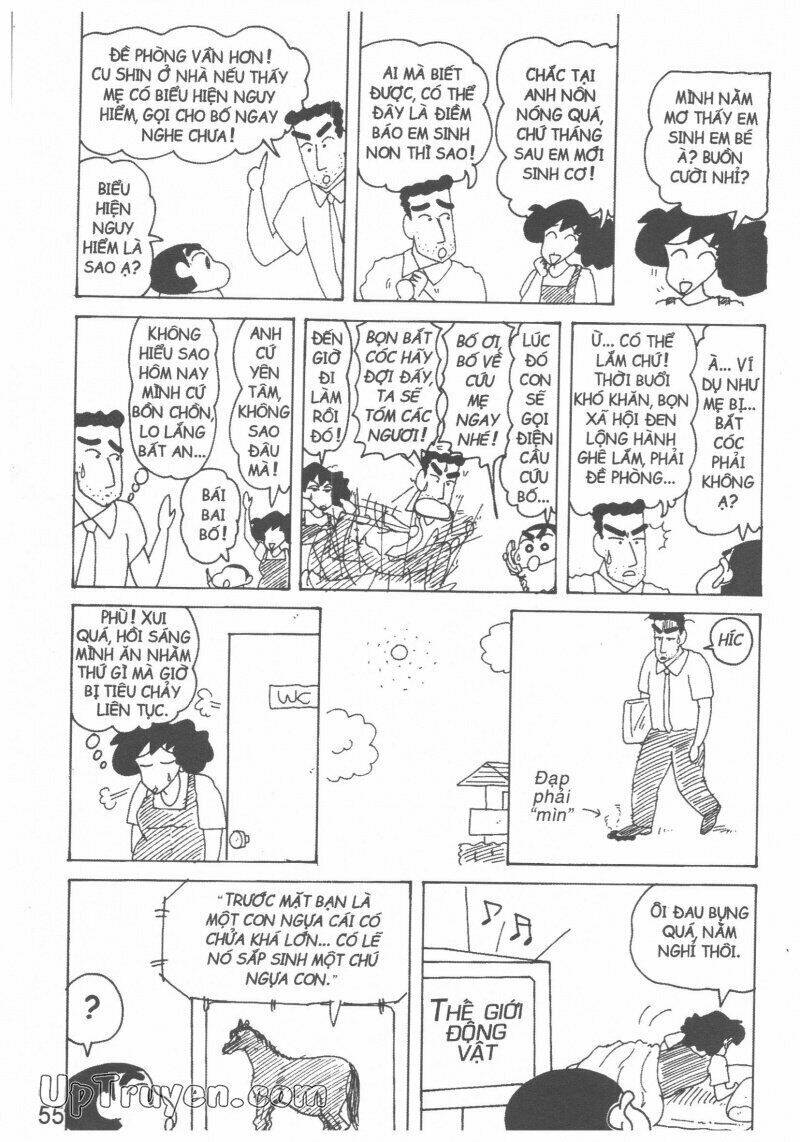 MÌNH NẰM
MƠ THẤY EM
SINH EM BÉ
À? BUỒN
CƯỜI NHỈ?
CHẮC TẠI
ANH NÔN
NÓNG QUÁ,
CHỨ THÁNG
SAU EM MỚI
SINH CƠ!
AI MÀ BIẾT
ĐƯỢC, CÓ THỂ
ĐÂY LÀ ĐIỀM
BÁO EM SINH
NON THÌ SAO!
ĐỀ PHÒNG VẪN HƠN!
CU SHIN Ở NHÀ NẾU THẤY
MẸ CÓ BIỂU HIỆN NGUY
HIỂM, GỌI CHO BỐ NGAY
NGHE CHƯA!
BIỂU
HIỆN
NGUY
HIỂM LÀ
SAO Ạ?
À... VÍ
DỤ NHƯ
MẸ BỊ...
BẮT
CÓC
PHẢI
KHÔNG
Ạ?
Ừ... CÓ THỂ
LẮM CHỨ!
THỜI BUỔI
KHÓ KHĂN, BỌN
XÃ HỘI ĐEN
LỘNG HÀNH
GHÊ LẮM, PHẢI
ĐỀ PHÒNG...
LÚC
ĐÓ
CON
SẼ
GỌI
ĐIỆN
CẦU
CỨU
BỐ...
BỐ ƠI,
BỐ VỀ
CỨU
MẸ
NGAY
NHÉ!
BỌN BẮT
CÓC HÃY
ĐỢI ĐẤY,
TA SẼ
TÓM CÁC
NGƯƠI!
ĐẾN
GIỜ
ĐI
LÀM
RỒI
ĐÓ!
ANH
CỨ
YÊN
TÂM,
KHÔNG
SAO
ĐÂU
MÀ!
KHÔNG
HIỂU SAO
HÔM NAY
MÌNH CỨ
BỒN CHỒN,
LO LẮNG
BẤT AN...
BÁI
BAI
BỐ!
HÍC
Đạp
phải
“mìn”
PHÙ! XUI
QUÁ, HỒI SÁNG
MÌNH ĂN NHẦM
THỨ GÌ MÀ GIỜ
BỊ TIÊU CHẢY
LIÊN TỤC.
WC
ÔI ĐAU BỤNG
QUÁ, NẰM
NGHỈ THÔI.
THẾ GIỚI
ĐỘNG
VẬT
“TRƯỚC MẶT BẠN LÀ
MỘT CON NGỰA CÁI CÓ
CHỬA KHÁ LỚN... CÓ LẼ
NÓ SẮP SINH MỘT CHÚ
NGỰA CON.”
?
UpTruyen.com
55